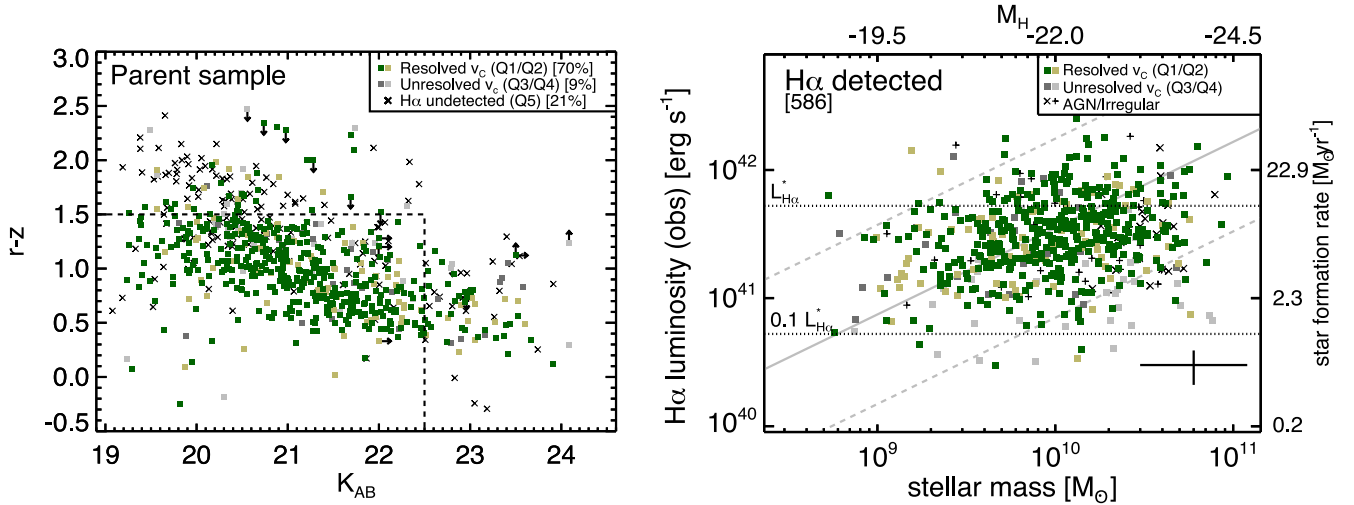 Parent sample
Resolved v_C (Q1/Q2) [70%]
Unresolved v_C (Q3/Q4) [9%]
Hα undetected (Q5) [21%]
3.0
2.5
2.0
1.5
1.0
0.5
0.0
-0.5
r-z
19 20 21 22 23 24
K_AB
M_H
-19.5 -22.0 -24.5
Hα detected
[586]
Resolved v_C (Q1/Q2)
Unresolved v_C (Q3/Q4)
AGN/Irregular
L*_Hα
0.1 L*_Hα
10^42
10^41
10^40
Hα luminosity (obs) [erg s^-1]
22.9
2.3
0.2
star formation rate [M_⊙yr^-1]
10^9 10^10 10^11
stellar mass [M_⊙]